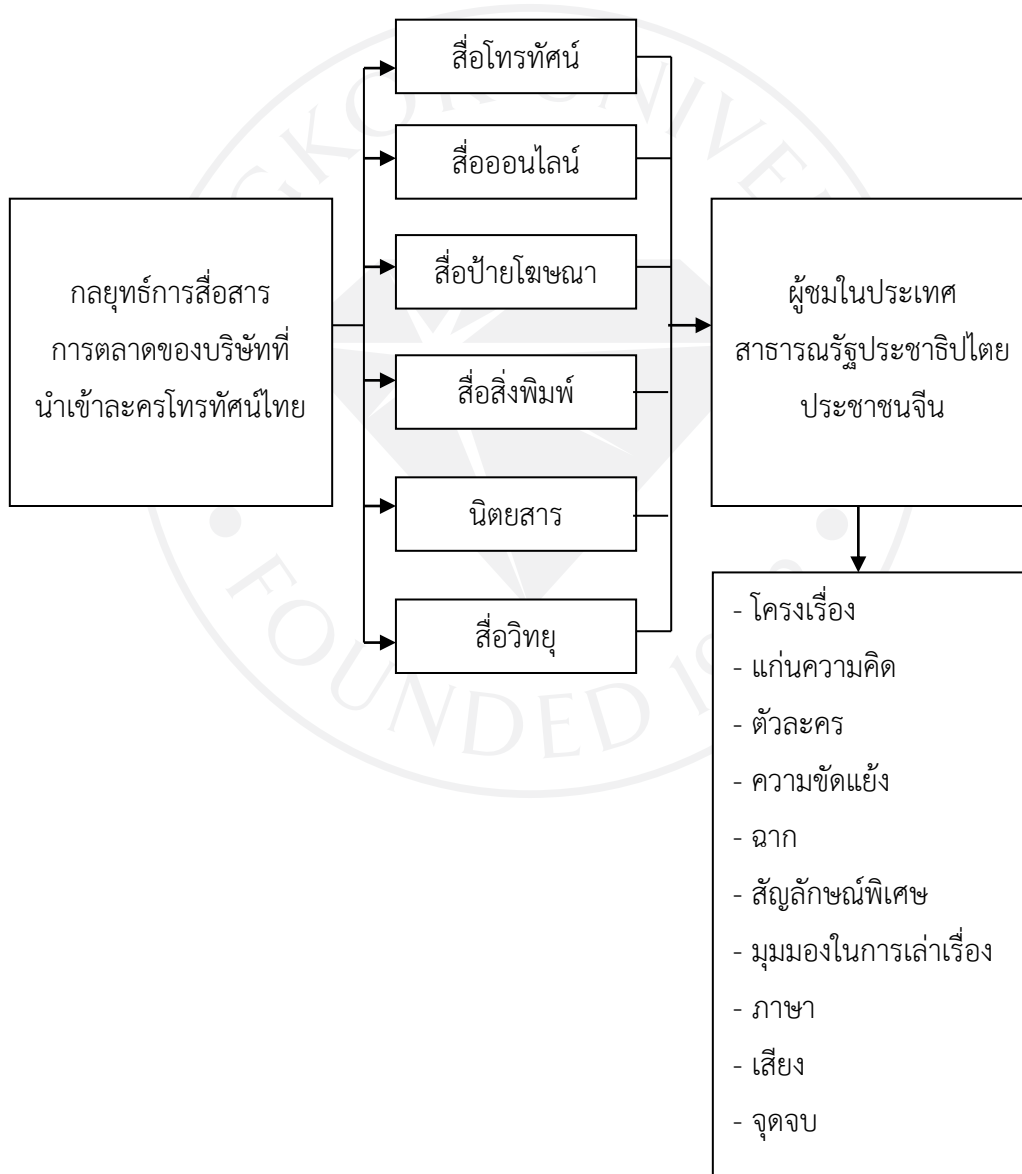 สื่อโทรทัศน์
สื่อออนไลน์
สื่อป้ายโฆษณา
สื่อสิ่งพิมพ์
นิตยสาร
สื่อวิทยุ
กลยุทธ์การสื่อสาร
การตลาดของบริษัทที่
นำเข้าละครโทรทัศน์ไทย
ผู้ชมในประเทศ
สาธารณรัฐประชาธิปไตย
ประชาชนจีน
- โครงเรื่อง
- แก่นความคิด
- ตัวละคร
- ความขัดแย้ง
- ฉาก
- สัญลักษณ์พิเศษ
- มุมมองในการเล่าเรื่อง
- ภาษา
- เสียง
- จุดจบ